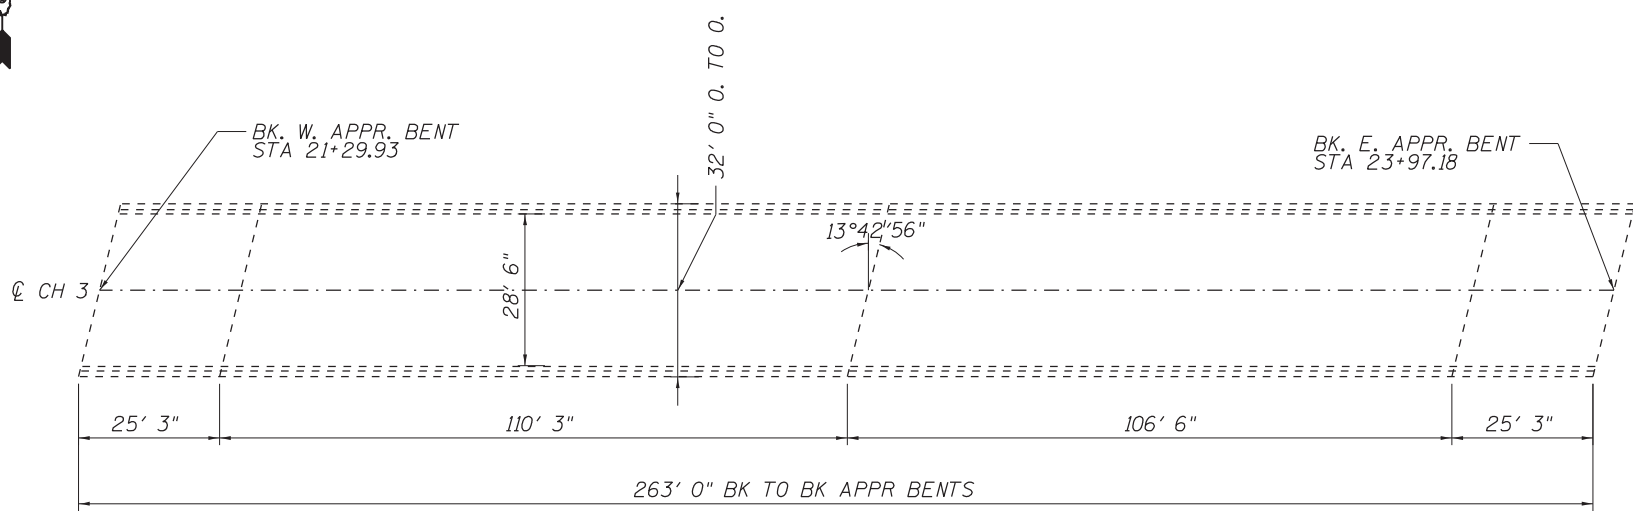 32' 0" O. TO O.
BK. W. APPR. BENT
STA 21+29.93
BK. E. APPR. BENT
STA 23+97.18
13°42'56"
28' 6"
℄ CH 3
25' 3"
110' 3"
106' 6"
25' 3"
263' 0" BK TO BK APPR BENTS